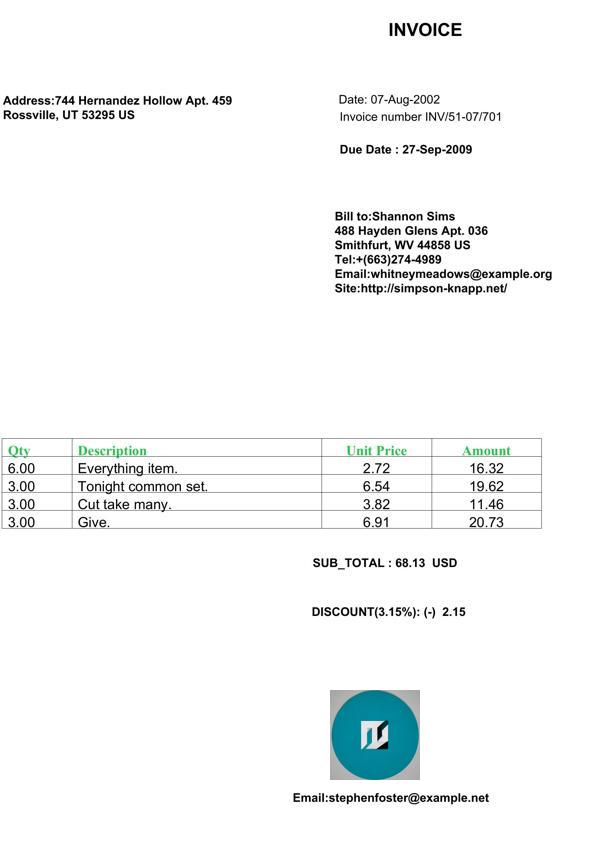 INVOICE
Address:744 Hernandez Hollow Apt. 459
Rossville, UT 53295 US
Date: 07-Aug-2002
Invoice number INV/51-07/701
Due Date : 27-Sep-2009
Bill to:Shannon Sims
488 Hayden Glens Apt. 036
Smithfurt, WV 44858 US
Tel:+(663)274-4989
Email:whitneymeadows@example.org
Site:http://simpson-knapp.net/
Qty Description Unit Price Amount
6.00 Everything item. 2.72 16.32
3.00 Tonight common set. 6.54 19.62
3.00 Cut take many. 3.82 11.46
3.00 Give. 6.91 20.73
SUB_TOTAL : 68.13 USD
DISCOUNT(3.15%): (-) 2.15
Email:stephenfoster@example.net